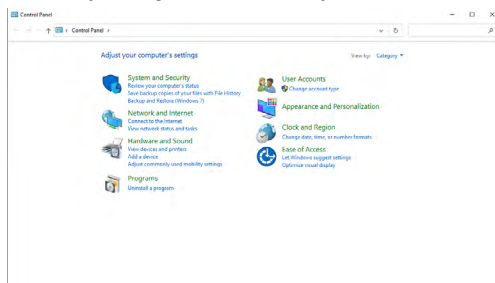 Control Panel
Control Panel
Adjust your computer's settings
View by: Category
System and Security
Review your computer's status
Save backup copies of your files with File History
Backup and Restore (Windows 7)
Network and Internet
Connect to the Internet
View network status and tasks
Hardware and Sound
View devices and printers
Add a device
Adjust commonly used mobility settings
Programs
Uninstall a program
User Accounts
Change account type
Appearance and Personalization
Clock and Region
Change date, time, or number formats
Ease of Access
Let Windows suggest settings
Optimise visual display